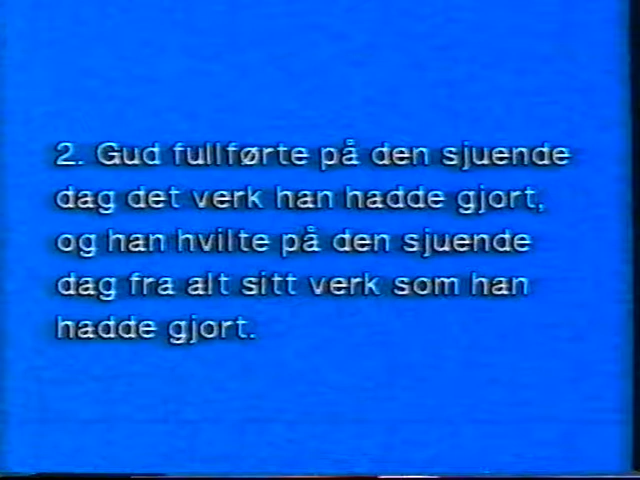 2. Gud fullførte på den sjuende
dag det verk han hadde gjort,
og han hvilte på den sjuende
dag fra alt sitt verk som han
hadde gjort.